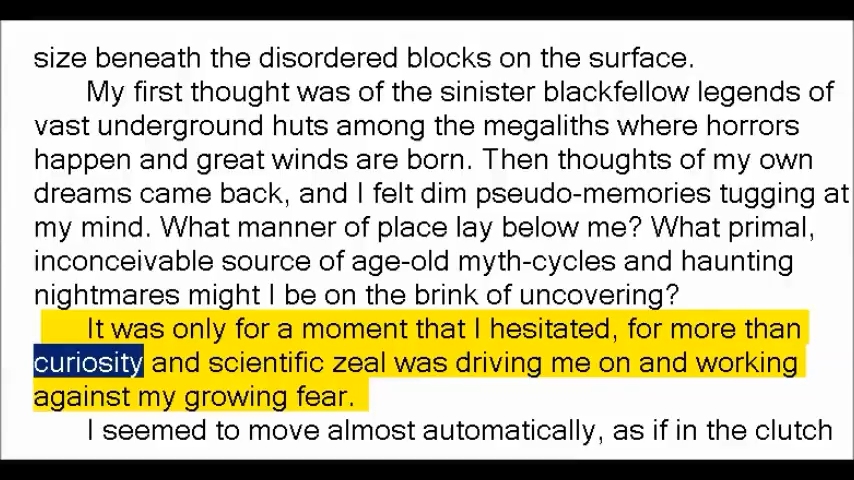 size beneath the disordered blocks on the surface.
My first thought was of the sinister blackfellow legends of
vast underground huts among the megaliths where horrors
happen and great winds are born. Then thoughts of my own
dreams came back, and I felt dim pseudo-memories tugging at
my mind. What manner of place lay below me? What primal,
inconceivable source of age-old myth-cycles and haunting
nightmares might I be on the brink of uncovering?
It was only for a moment that I hesitated, for more than
curiosity and scientific zeal was driving me on and working
against my growing fear.
I seemed to move almost automatically, as if in the clutch